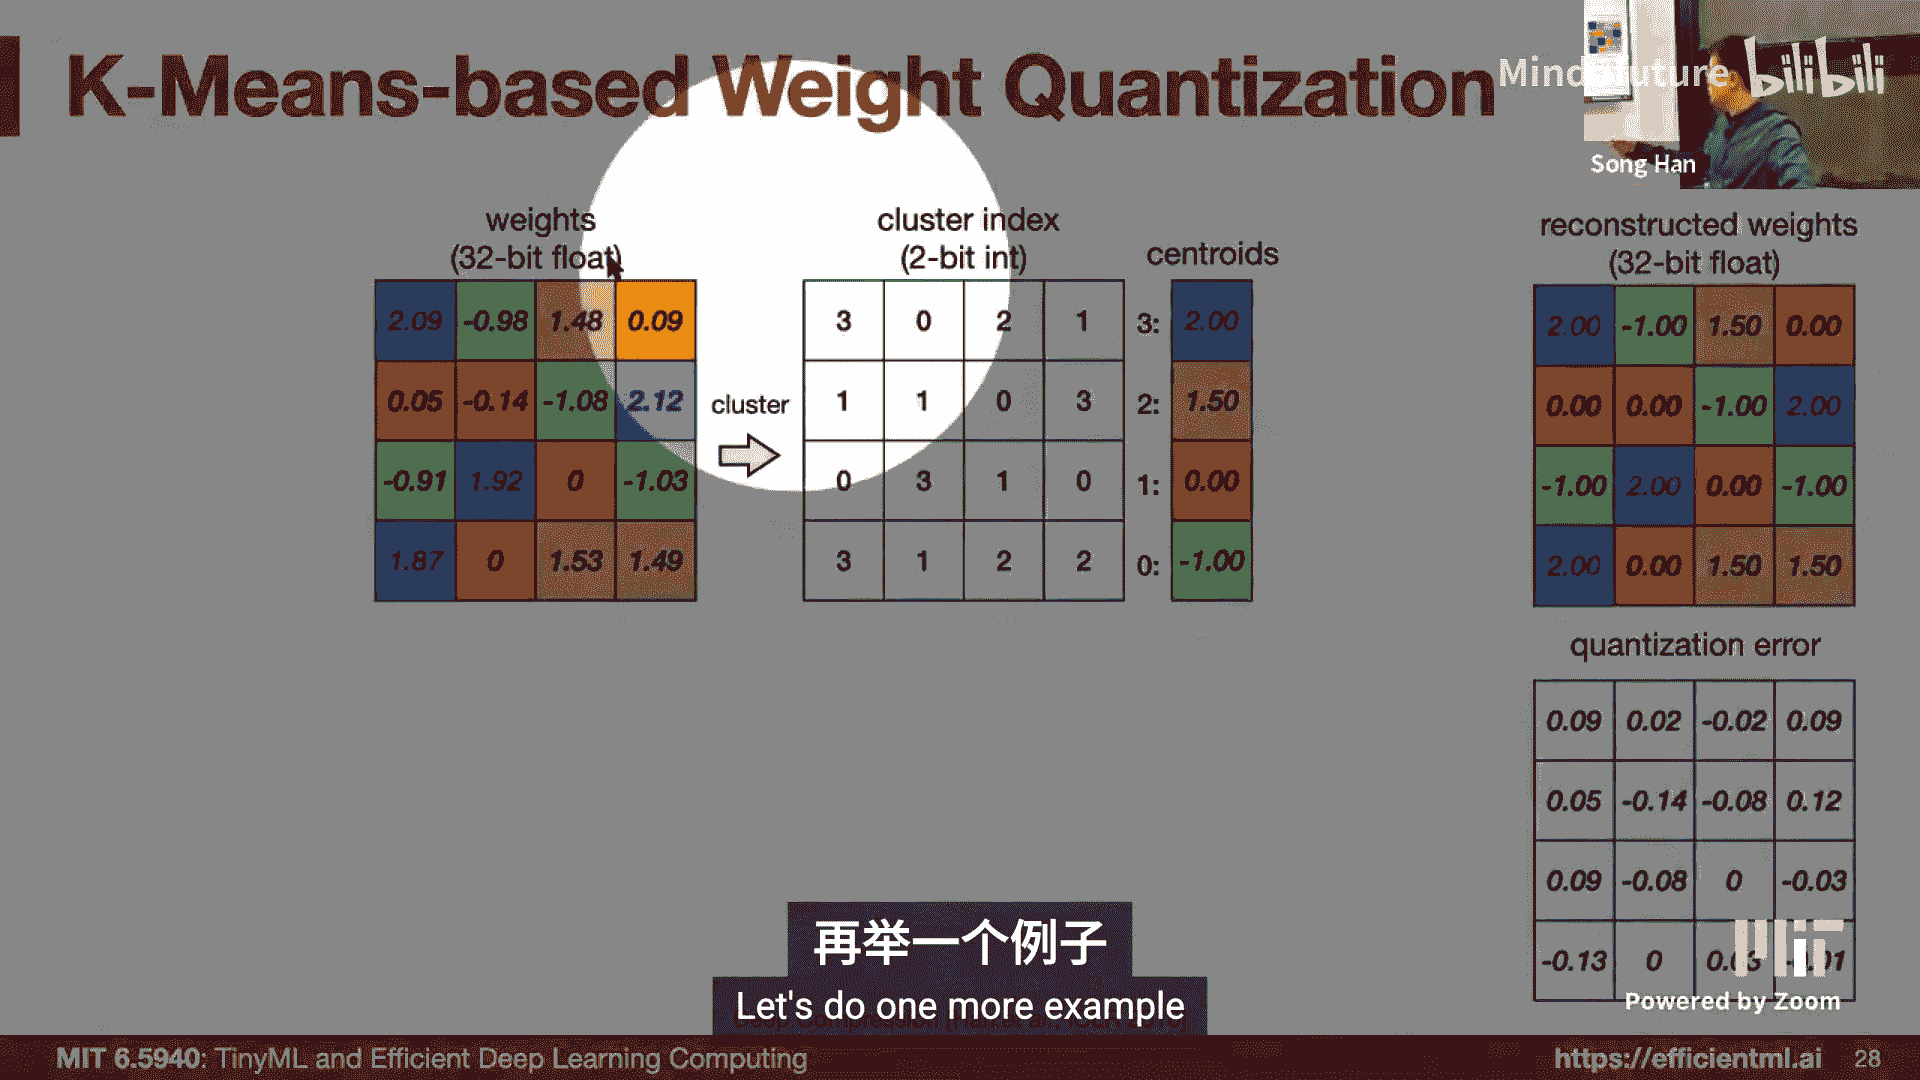 K-Means-based Weight Quantization
bilibili
Song Han
weights
(32-bit float)
2.09 -0.98 1.48 0.09
0.05 -0.14 -1.08 2.12
-0.91 1.92 0 -1.03
1.87 0 1.53 1.49
cluster
cluster index
(2-bit int)
3 0 2 1
1 1 0 3
0 3 1 0
3 1 2 2
centroids
3: 2.00
2: 1.50
1: 0.00
0: -1.00
reconstructed weights
(32-bit float)
2.00 -1.00 1.50 0.00
0.00 0.00 -1.00 2.00
-1.00 2.00 0.00 -1.00
2.00 0.00 1.50 1.50
quantization error
0.09 0.02 -0.02 0.09
0.05 -0.14 -0.08 0.12
0.09 -0.08 0 -0.03
-0.13 0
再举一个例子
Let's do one more example
MIT
Powered by Zoom
MIT 6.5940: TinyML and Efficient Deep Learning Computing
https://efficientml.ai 28